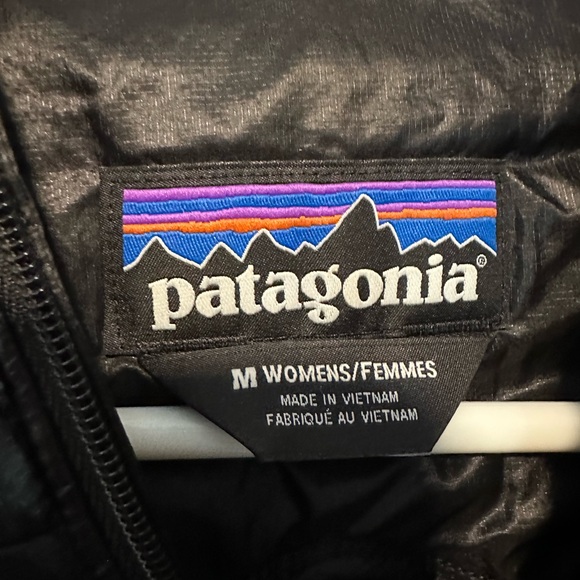 patagonia®
M WOMENS/FEMMES
MADE IN VIETNAM
FABRIQUÉ AU VIETNAM